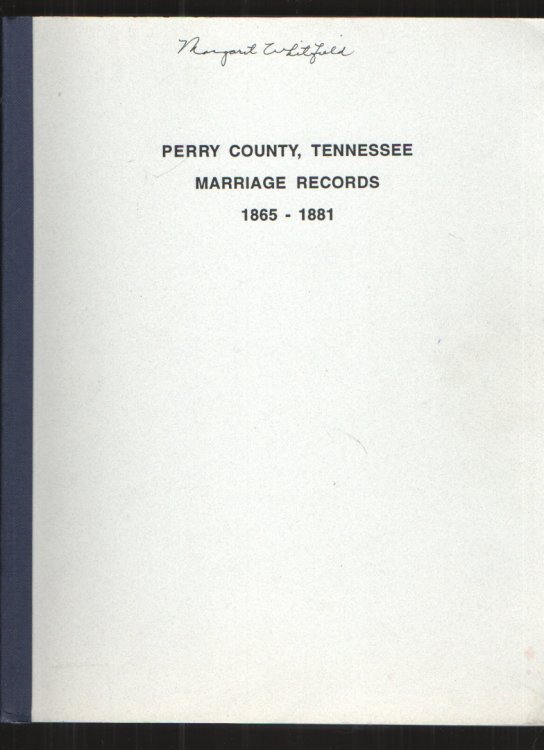 Margaret Whitfield
PERRY COUNTY, TENNESSEE
MARRIAGE RECORDS
1865 - 1881